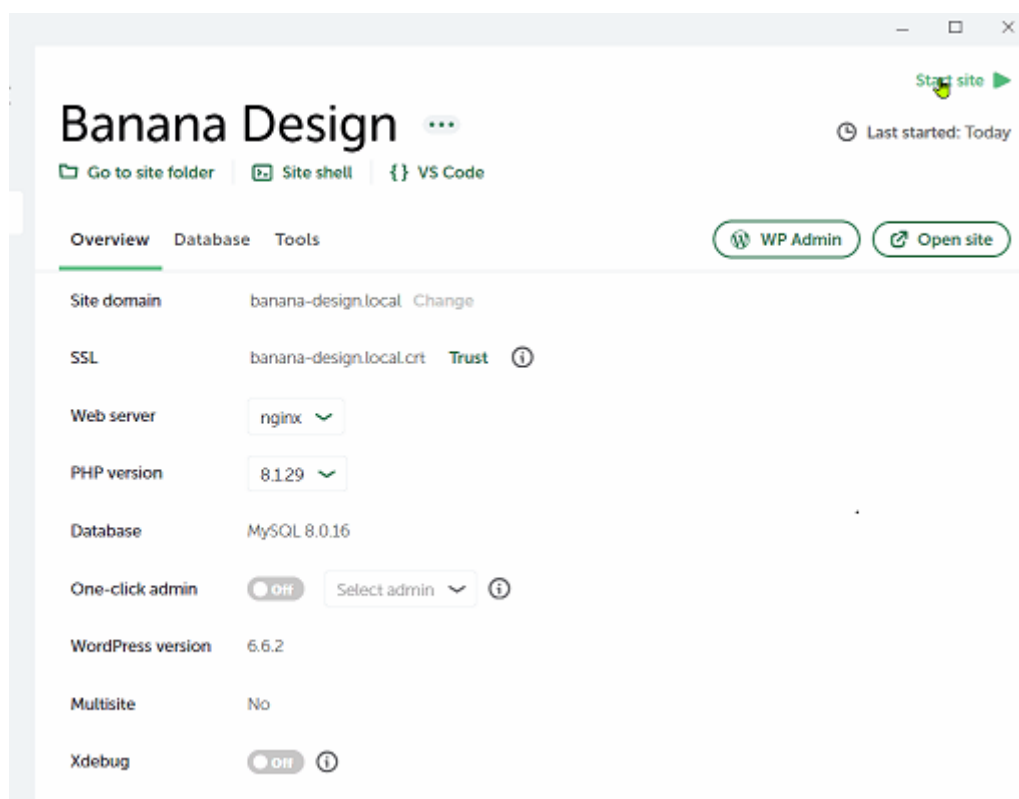 Start site
Banana Design
Last started: Today
Go to site folder Site shell VS Code
Overview Database Tools WP Admin Open site
Site domain banana-design.local Change
SSL banana-design.local.crt Trust
Web server nginx
PHP version 8.1.29
Database MySQL 8.0.16
One-click admin Off Select admin
WordPress version 6.6.2
Multisite No
Xdebug Off